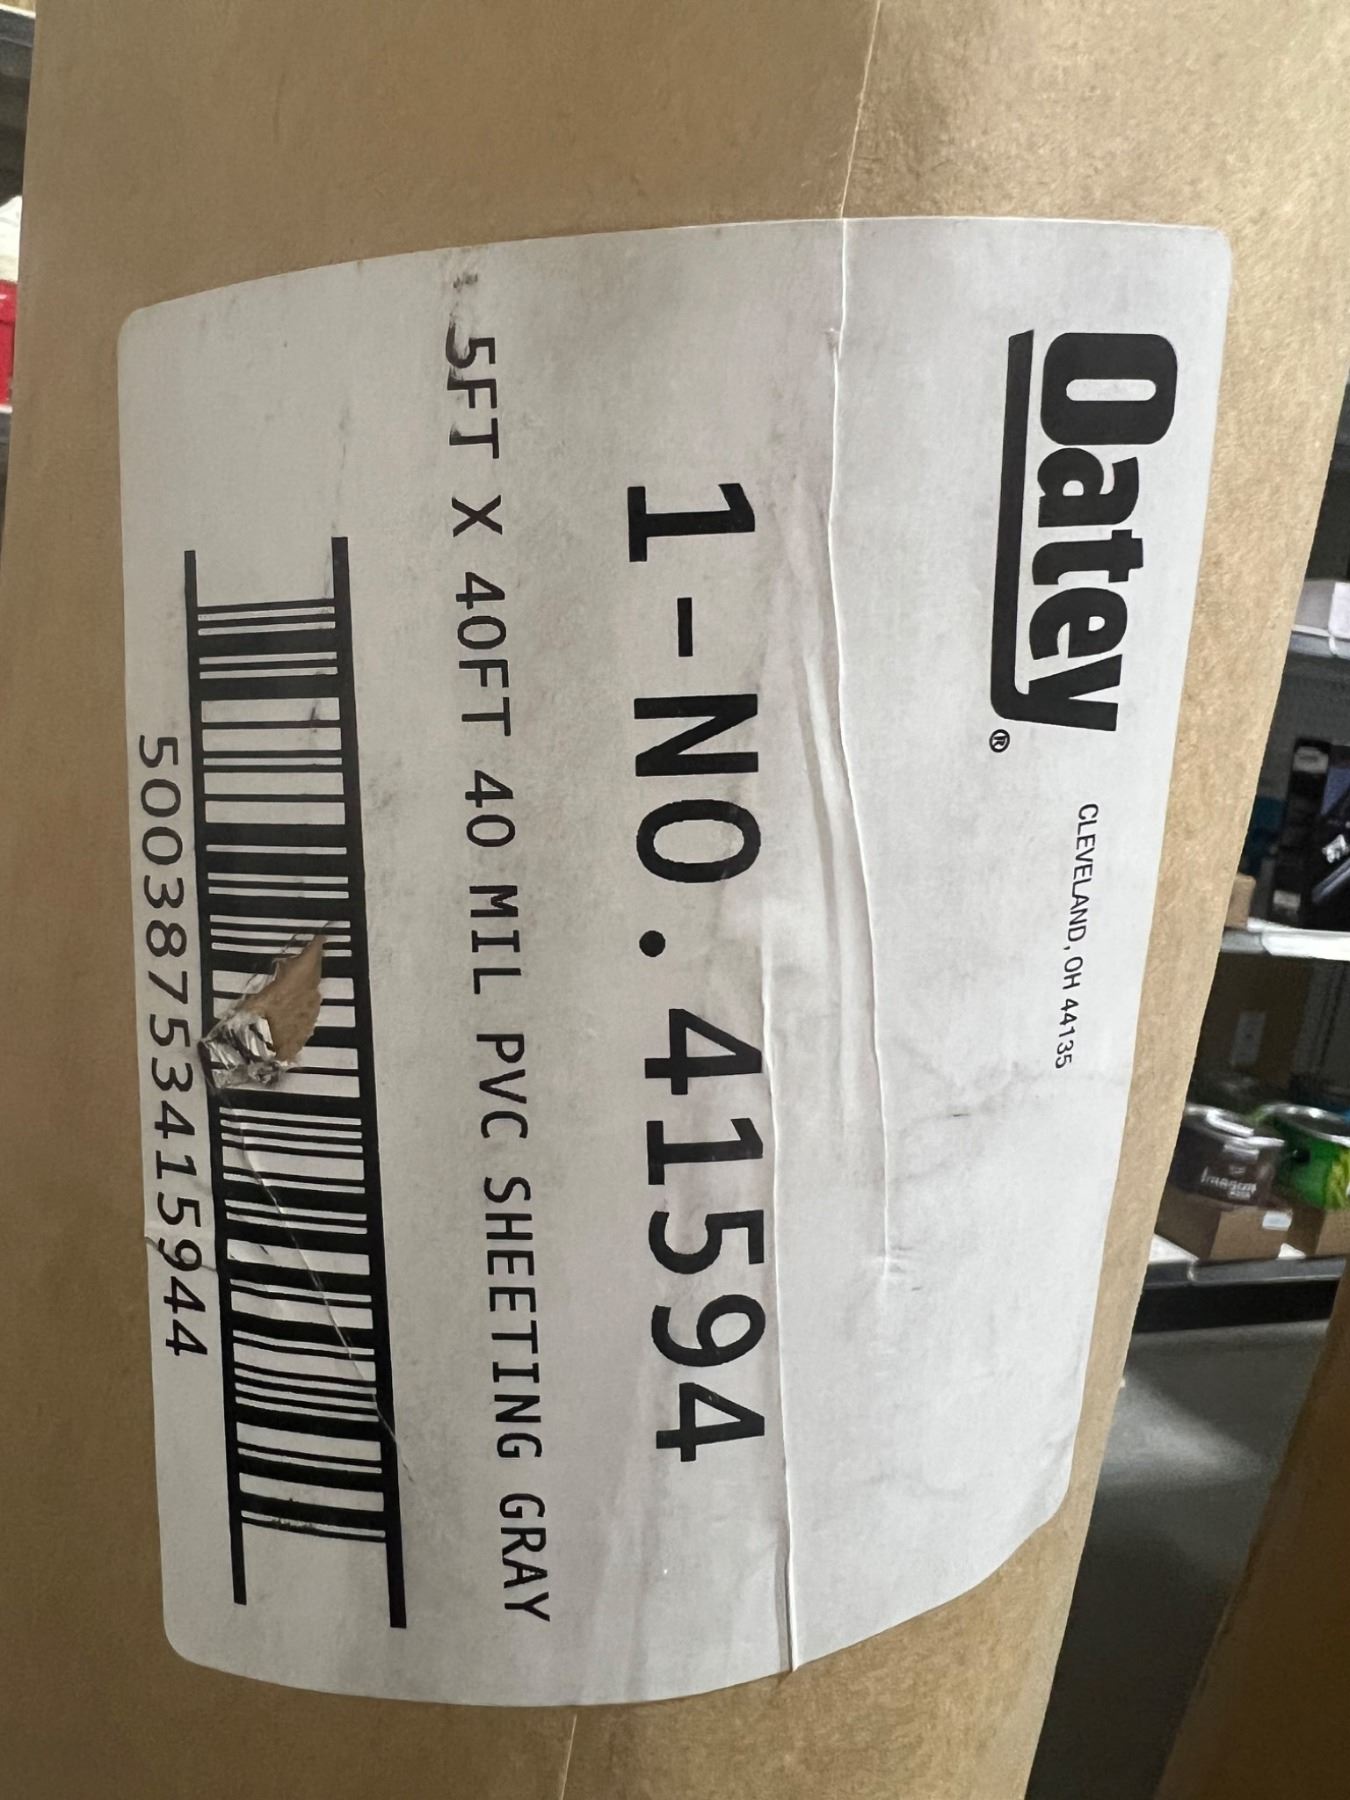 Oatey®
CLEVELAND, OH 44135
1-NO.41594
5FT X 40FT 40 MIL PVC SHEETING GRAY
50038753415944